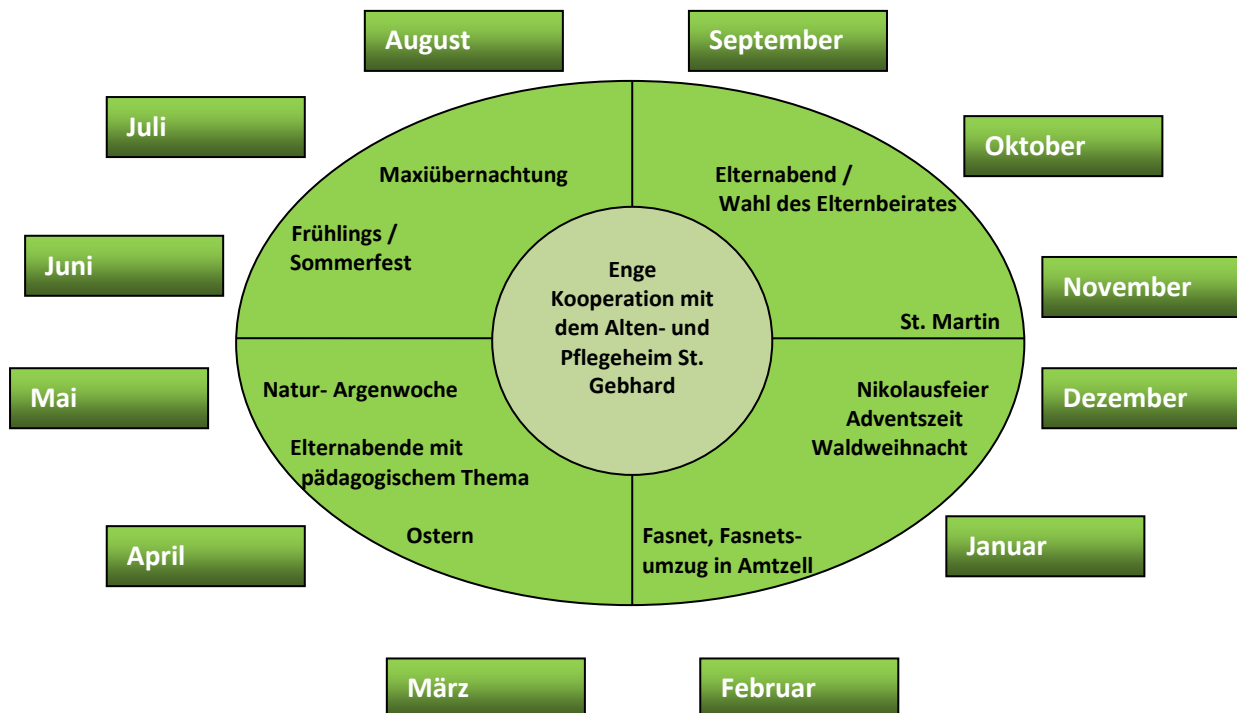 August
September
Juli
Oktober
Maxiübernachtung
Elternabend /
Wahl des Elternbeirates
Frühlings /
Sommerfest
Juni
November
Enge
Kooperation mit
dem Alten- und
Pflegeheim St.
Gebhard
St. Martin
Mai
Dezember
Natur- Argenwoche
Nikolausfeier
Adventszeit
Waldweihnacht
Elternabende mit
pädagogischem Thema
Ostern
Fasnet, Fasnets-
umzug in Amtzell
April
Januar
März
Februar